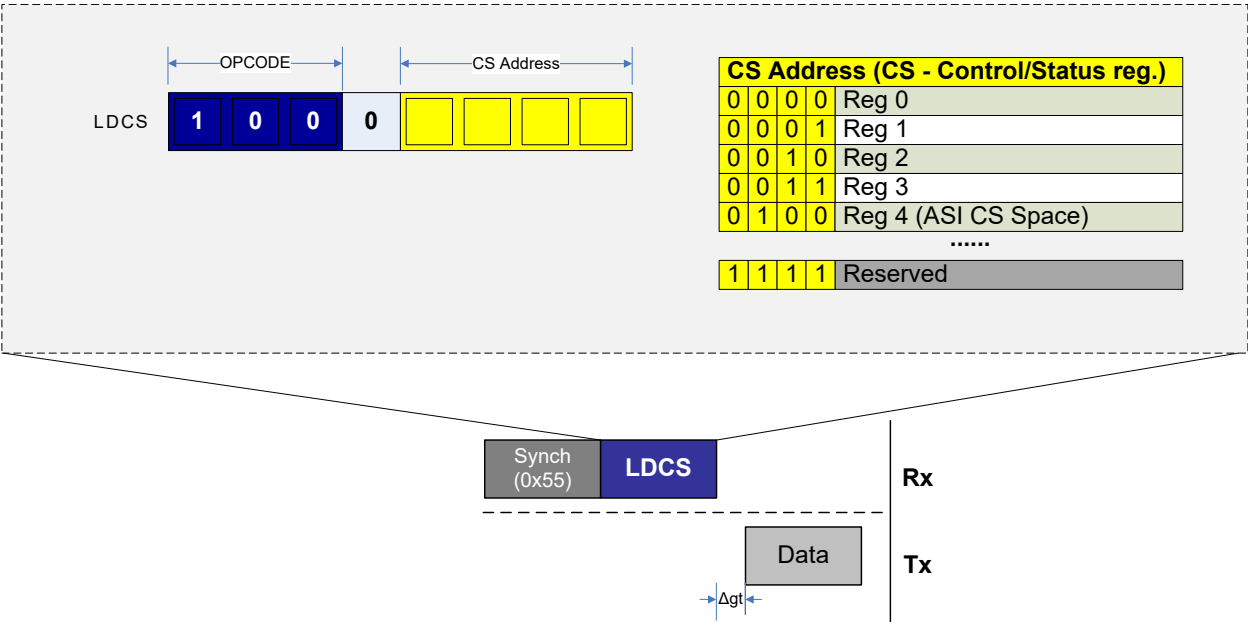 OPCODE
CS Address
LDCS 1 0 0 0
CS Address (CS - Control/Status reg.)
0 0 0 0 Reg 0
0 0 0 1 Reg 1
0 0 1 0 Reg 2
0 0 1 1 Reg 3
0 1 0 0 Reg 4 (ASI CS Space)
......
1 1 1 1 Reserved
Synch
(0x55)
LDCS
Rx
Data
Tx
Δgt